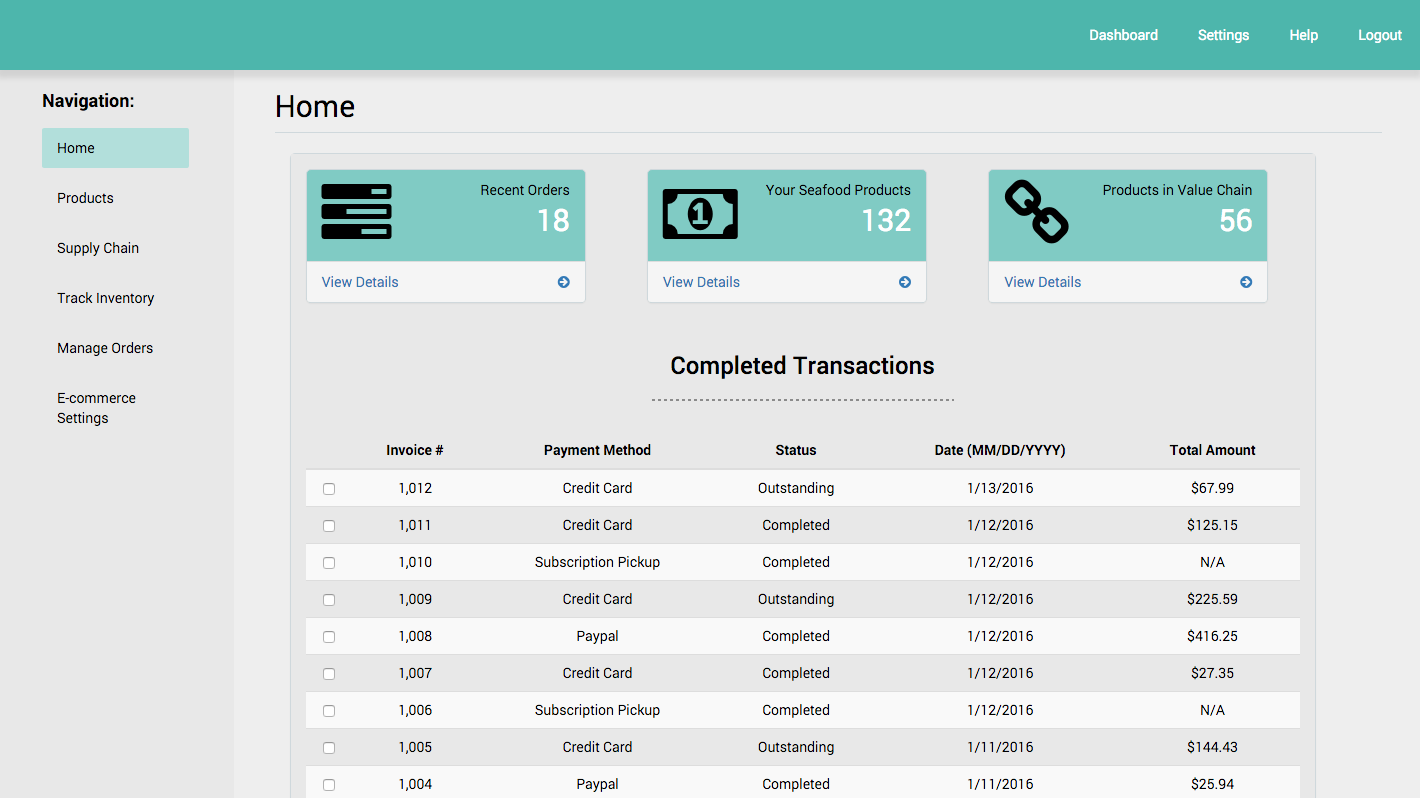 Dashboard Settings Help Logout
Navigation:
Home
Products
Supply Chain
Track Inventory
Manage Orders
E-commerce
Settings
Home
Recent Orders
18
View Details
1
Your Seafood Products
132
View Details
Products in Value Chain
56
View Details
Completed Transactions
Invoice # Payment Method Status Date (MM/DD/YYYY) Total Amount
1,012 Credit Card Outstanding 1/13/2016 $67.99
1,011 Credit Card Completed 1/12/2016 $125.15
1,010 Subscription Pickup Completed 1/12/2016 N/A
1,009 Credit Card Outstanding 1/12/2016 $225.59
1,008 Paypal Completed 1/12/2016 $416.25
1,007 Credit Card Completed 1/12/2016 $27.35
1,006 Subscription Pickup Completed 1/12/2016 N/A
1,005 Credit Card Outstanding 1/11/2016 $144.43
1,004 Paypal Completed 1/11/2016 $25.94